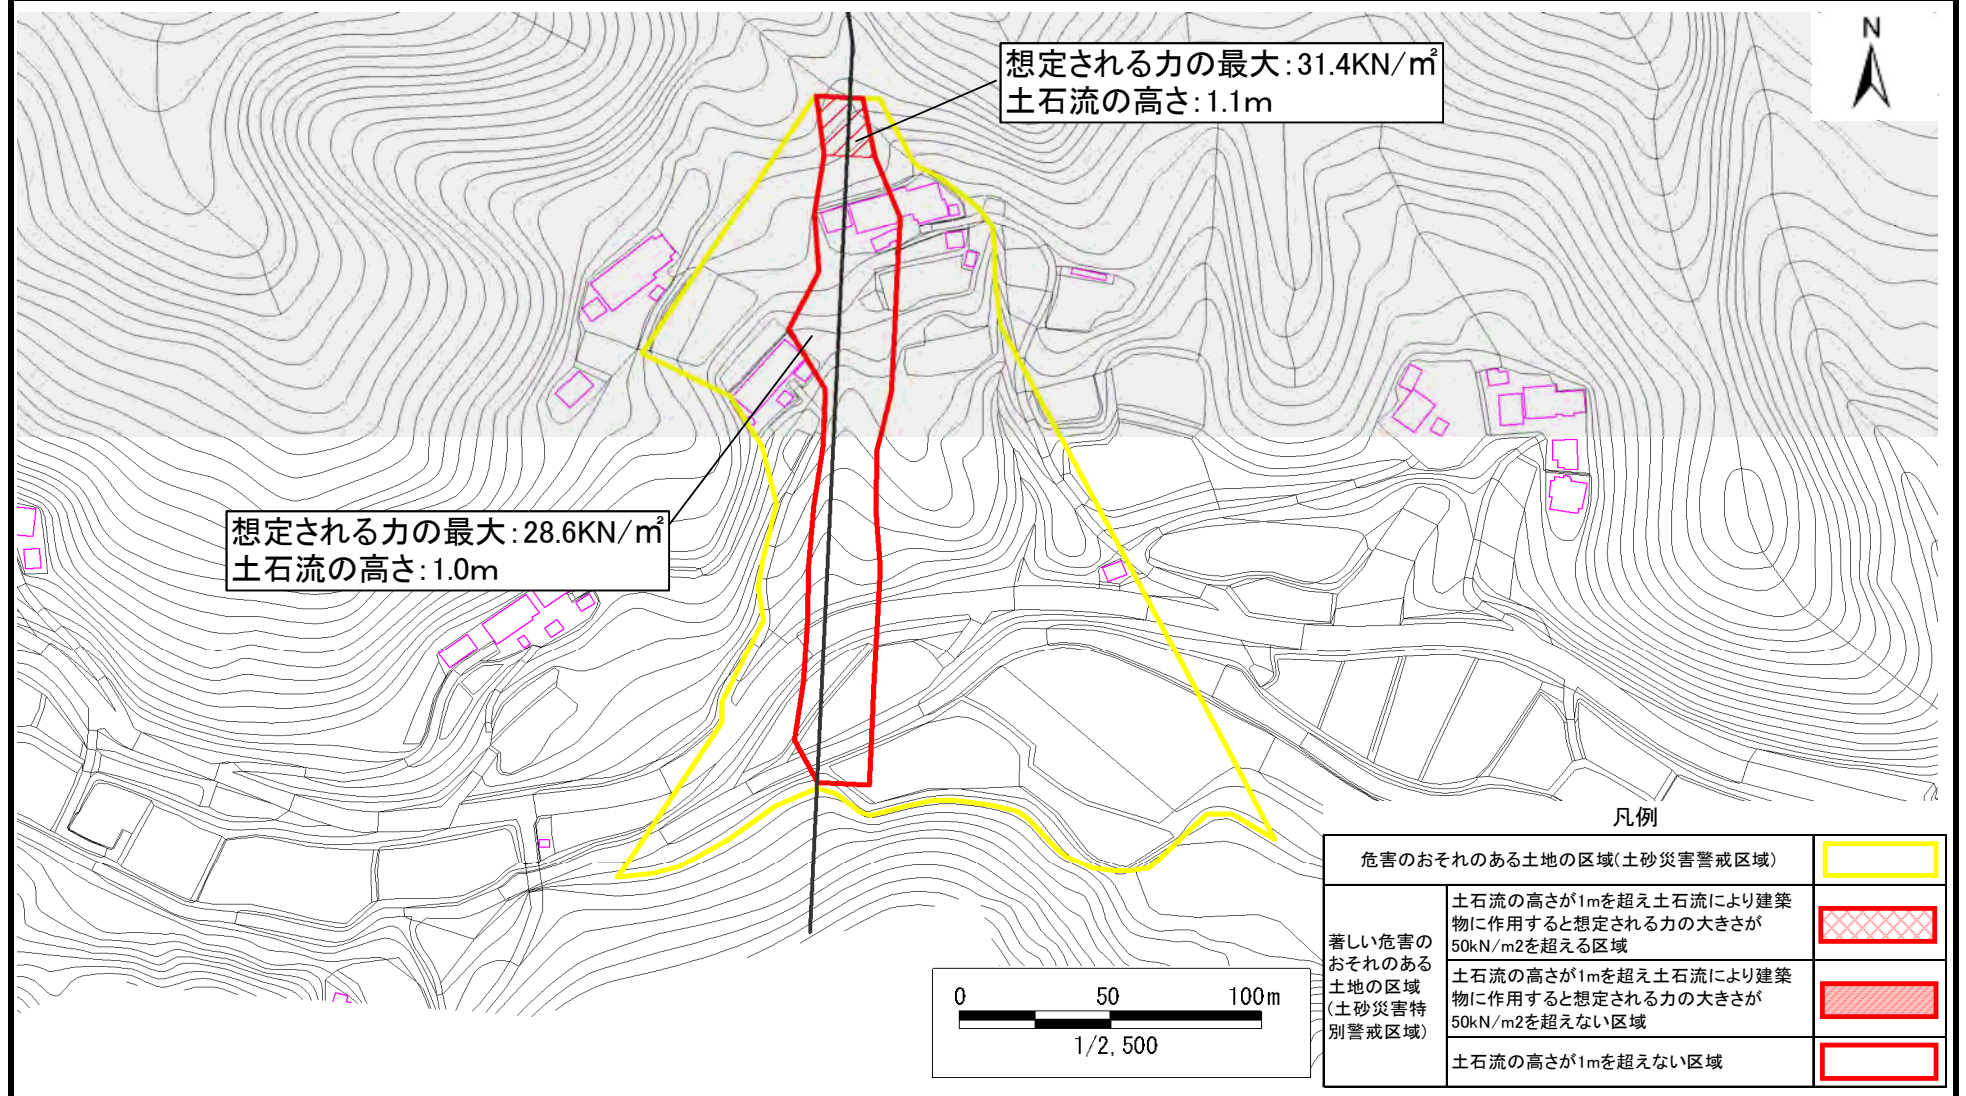 N
想定される力の最大:31.4KN/㎡
土石流の高さ:1.1m
想定される力の最大:28.6KN/㎡
土石流の高さ:1.0m
0 50 100m
1/2,500
凡例
危害のおそれのある土地の区域(土砂災害警戒区域)
著しい危害の
おそれのある
土地の区域
(土砂災害特
別警戒区域)
土石流の高さが1mを超え土石流により建築
物に作用すると想定される力の大きさが
50kN/m2を超える区域
土石流の高さが1mを超え土石流により建築
物に作用すると想定される力の大きさが
50kN/m2を超えない区域
土石流の高さが1mを超えない区域